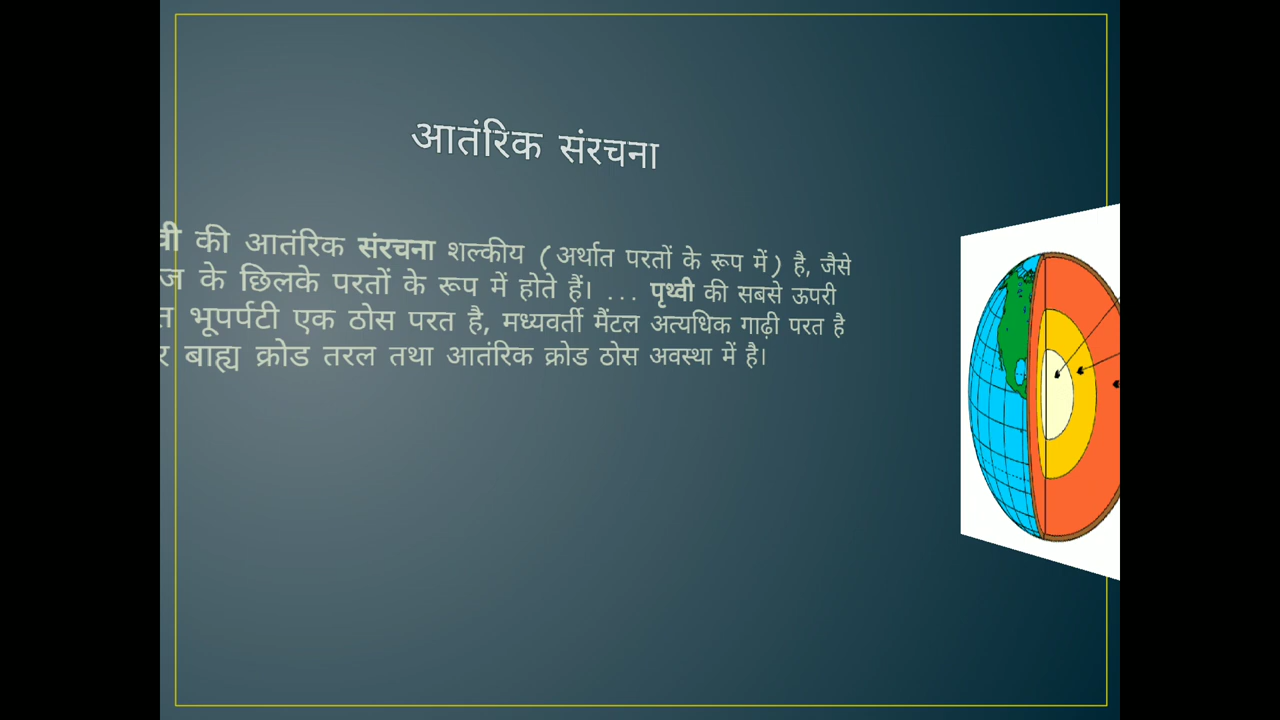 आतंरिक संरचना
की आतंरिक संरचना शल्कीय (अर्थात परतों के रूप में) है, जैसे
के छिलके परतों के रूप में होते हैं। ... पृथ्वी की सबसे ऊपरी
भूपर्पटी एक ठोस परत है, मध्यवर्ती मैंटल अत्यधिक गाढ़ी परत है
बाह्य क्रोड तरल तथा आतंरिक क्रोड ठोस अवस्था में है।